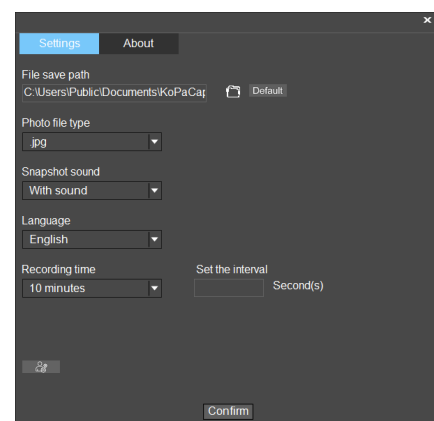 ×
Settings About
File save path
C:\Users\Public\Documents\KoPaCap Default
Photo file type
jpg
Snapshot sound
With sound
Language
English
Recording time Set the interval
10 minutes Second(s)
Confirm